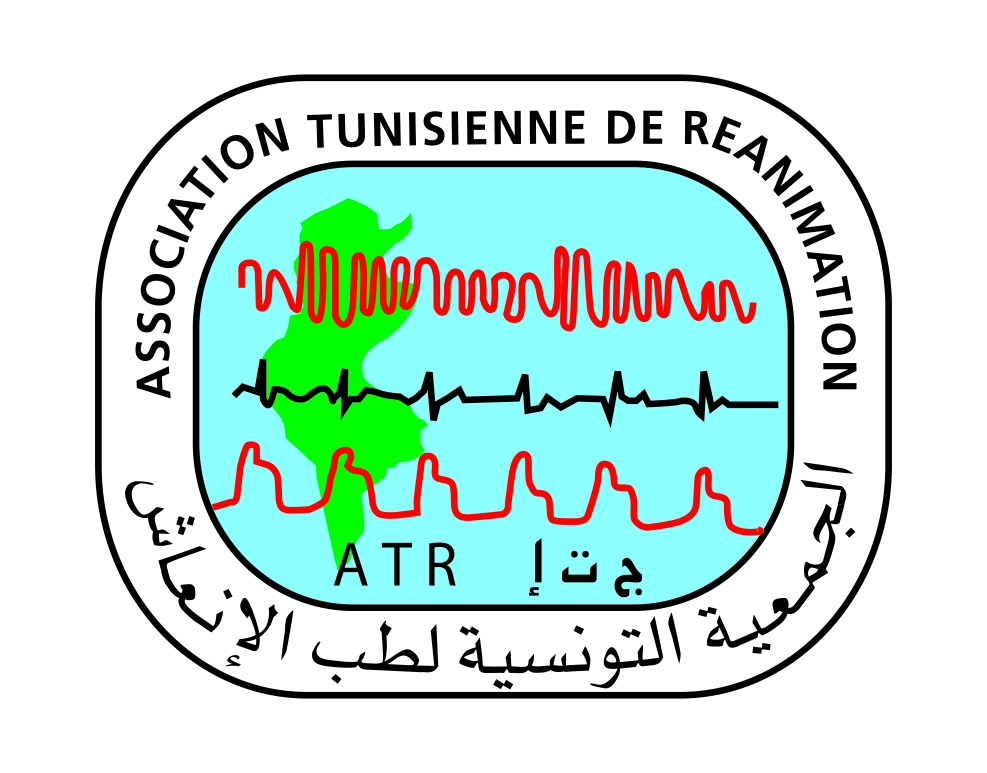 ASSOCIATION TUNISIENNE DE REANIMATION
ATR ج ت إ
الجمعية التونسية لطب الإنعاش